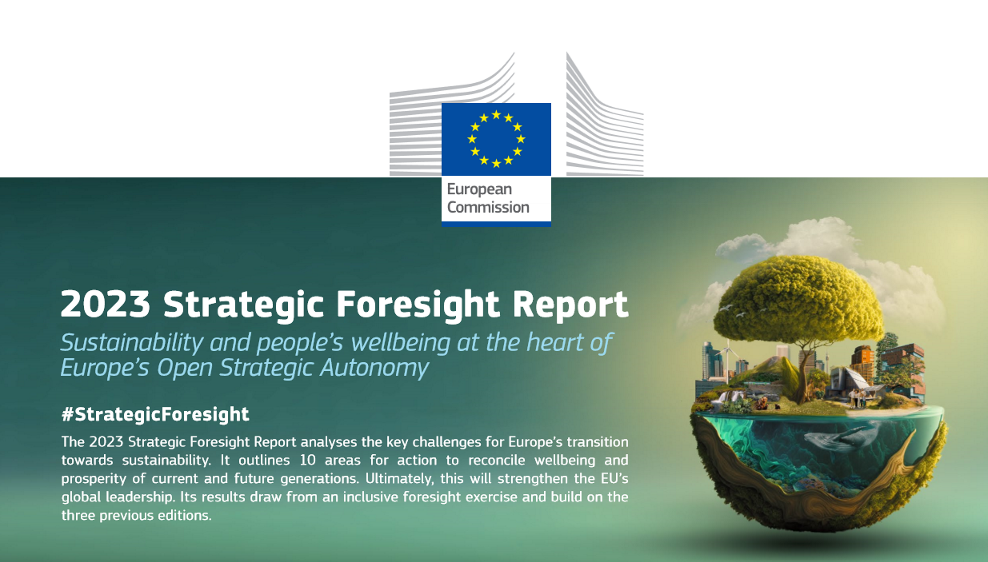 European
Commission
2023 Strategic Foresight Report
Sustainability and people's wellbeing at the heart of
Europe's Open Strategic Autonomy
#StrategicForesight
The 2023 Strategic Foresight Report analyses the key challenges for Europe's transition
towards sustainability. It outlines 10 areas for action to reconcile wellbeing and
prosperity of current and future generations. Ultimately, this will strengthen the EU's
global leadership. Its results draw from an inclusive foresight exercise and build on the
three previous editions.